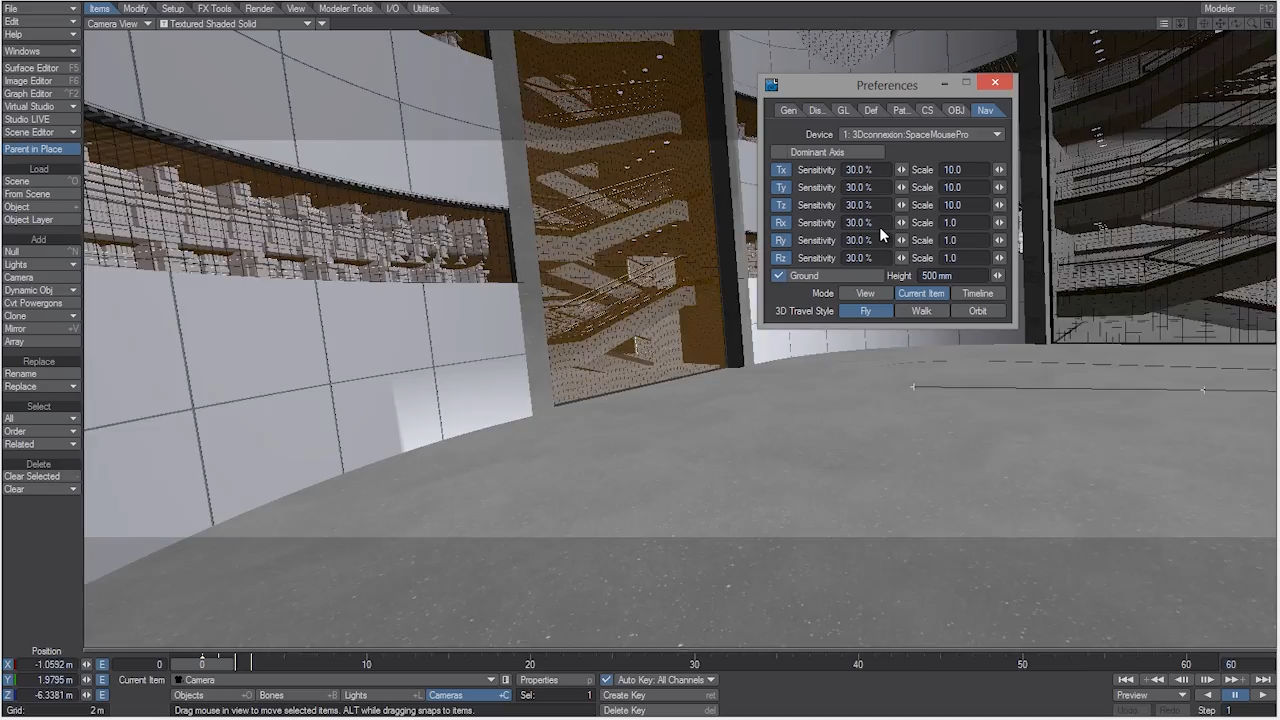 File Items Modify Setup FX Tools Render View Modeler Tools I/O Utilities Modeler F12
Edit Camera View Textured Shaded Solid
Help
Windows
Surface Editor F5
Image Editor F6
Graph Editor ^F2
Virtual Studio
Studio LIVE
Scene Editor
Parent in Place
Load
Scene ^O
From Scene
Object +
Object Layer
Add
Null ^N
Lights
Camera
Dynamic Obj
Cvt Powergons
Clone
Mirror +V
Array
Replace
Rename
Replace
Select
All
Order
Related
Delete
Clear Selected -
Clear
Preferences
Gen Dis... GL Def Pat... CS OBJ Nav
Device 1: 3Dconnexion:SpaceMousePro
Dominant Axis
Tx Sensitivity 30.0 % Scale 10.0
Ty Sensitivity 30.0 % Scale 10.0
Tz Sensitivity 30.0 % Scale 10.0
Rx Sensitivity 30.0 % Scale 1.0
Ry Sensitivity 30.0 % Scale 1.0
Rz Sensitivity 30.0 % Scale 1.0
Ground Height 500 mm
Mode View Current Item Timeline
3D Travel Style Fly Walk Orbit
Position
X -1.0592 m E 0 0 10 20 30 40 50 60 60
Y 1.9795 m E Current Item Camera Properties p Auto Key: All Channels
Z -6.3381 m E Objects +O Bones +B Lights +L Cameras +C Sel: 1 Create Key ret Preview
Grid: 2 m Drag mouse in view to move selected items. ALT while dragging snaps to items. Delete Key del Undo Redo Step 1